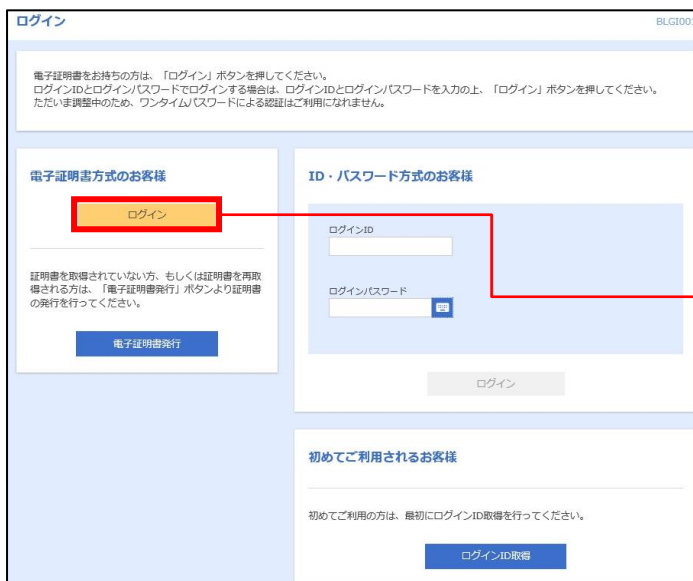 ログイン
BLGI001
電子証明書をお持ちの方は、「ログイン」ボタンを押してください。
ログインIDとログインパスワードでログインする場合は、ログインIDとログインパスワードを入力の上、「ログイン」ボタンを押してください。
ただいま調整中のため、ワンタイムパスワードによる認証はご利用になれません。
電子証明書方式のお客様
ログイン
証明書を取得されていない方、もしくは証明書を再取
得される方は、「電子証明書発行」ボタンより証明書
の発行を行ってください。
電子証明書発行
ID・パスワード方式のお客様
ログインID
ログインパスワード
ログイン
初めてご利用されるお客様
初めてご利用の方は、最初にログインID取得を行ってください。
ログインID取得